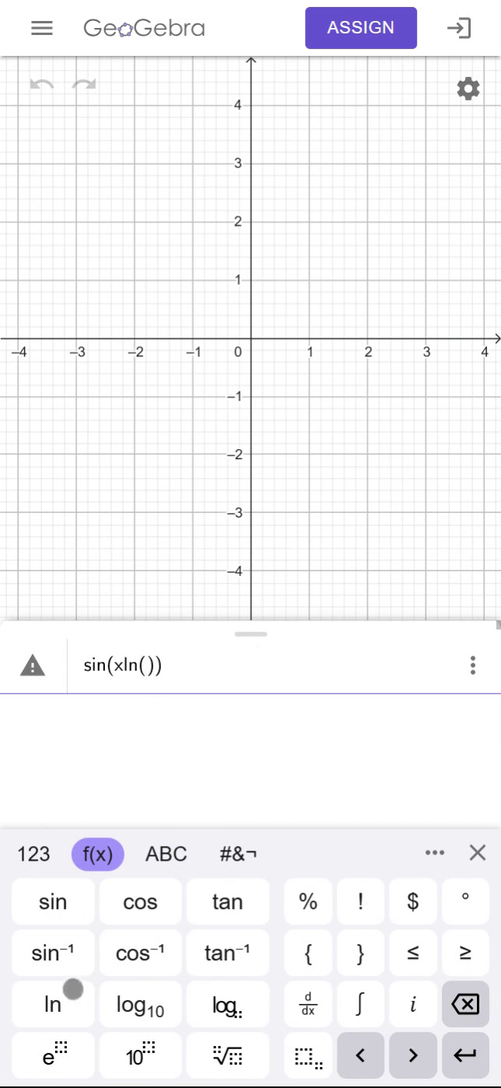 GeoGebra ASSIGN
4
3
2
1
–4 –3 –2 –1 0 1 2 3 4
–1
–2
–3
–4
sin(xln())
123 f(x) ABC #&¬ •••
sin cos tan % ! $ °
sin⁻¹ cos⁻¹ tan⁻¹ { } ≤ ≥
ln log₁₀ log d/dx ∫ i
e 10 √ < >